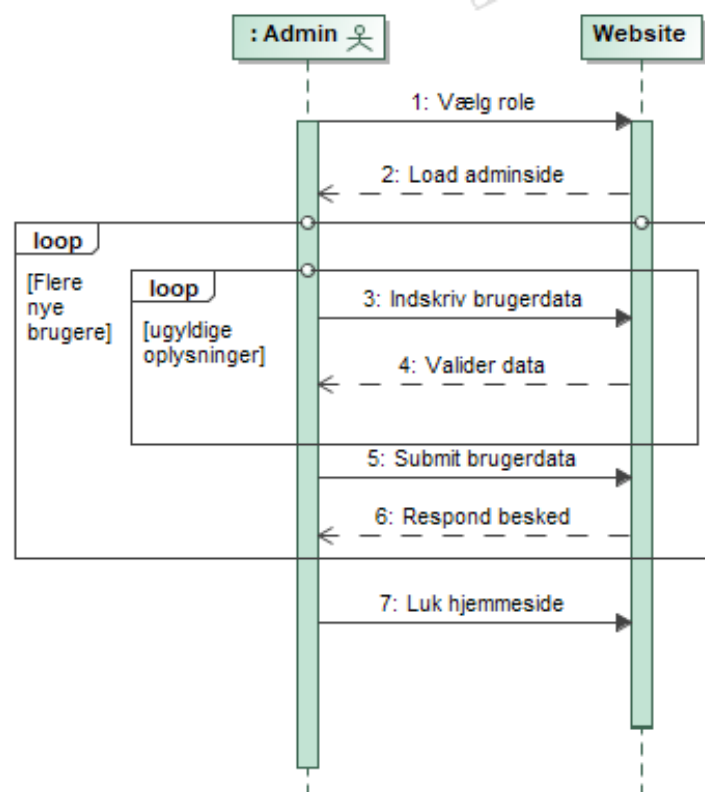 : Admin
Website
1: Vælg role
2: Load adminside
loop
[Flere
nye
brugere]
loop
[ugyldige
oplysninger]
3: Indskriv brugerdata
4: Valider data
5: Submit brugerdata
6: Respond besked
7: Luk hjemmeside